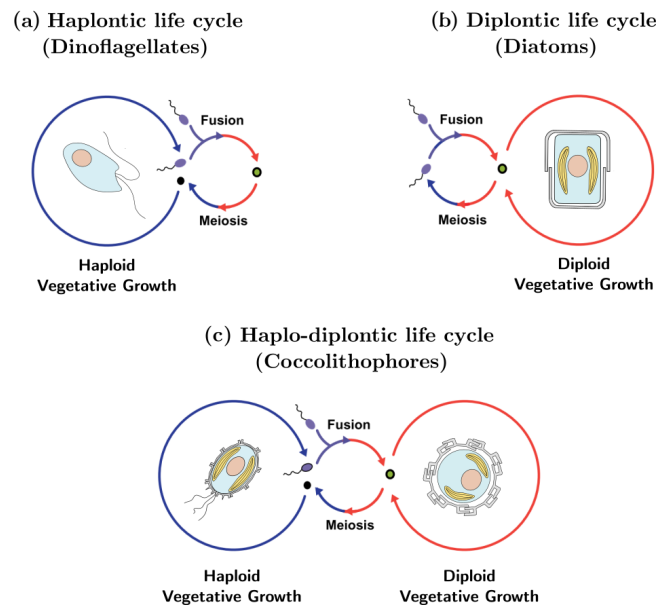 (a) Haplontic life cycle
(Dinoflagellates)
Fusion
Meiosis
Haploid
Vegetative Growth
(b) Diplontic life cycle
(Diatoms)
Fusion
Meiosis
Diploid
Vegetative Growth
(c) Haplo-diplontic life cycle
(Coccolithophores)
Fusion
Meiosis
Haploid
Vegetative Growth
Diploid
Vegetative Growth